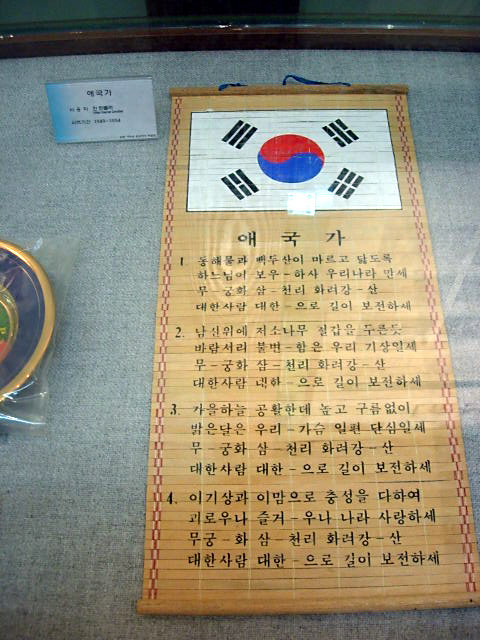 애국가
애 국 가
1. 동해물과 백두산이 마르고 닳도록
하느님이 보우-하사 우리나라 만세
무 궁화 삼-천리 화려강-산
대한사람 대한 -으로 길이 보전하세
2. 남신위에 저소나무 철갑을 두른듯
바람서리 불변-함은 우리 기상일세
무-궁화 삼-천리 화려강-산
대한사람 대한 -으로 길이 보전하세
3. 가을하늘 공활한데 높고 구름없이
밝은달은 우리-가슴 일편 단심일세
무-궁화 삼-천리 화려강-산
대한사람 대한-으로 길이 보전하세
4. 이기상과 이맘으로 충성을 다하여
괴로우나 즐거-우나 나라 사랑하세
무궁-화 삼-천리 화려강-산
대한사람 대한-으로 길이 보전하세